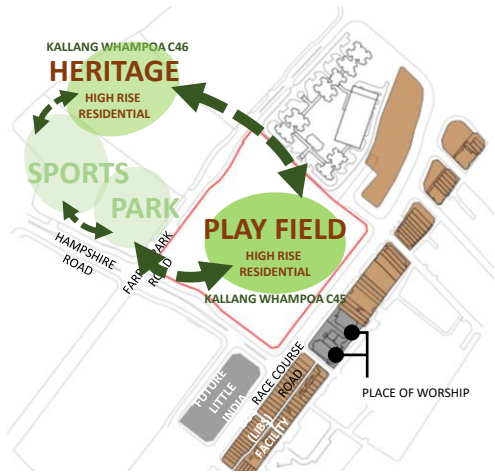 KALLANG WHAMPOA C46
HERITAGE
HIGH RISE
RESIDENTIAL
SPORTS
PARK
HAMPSHIRE
ROAD
PARK
ROAD
PLAY FIELD
HIGH RISE
RESIDENTIAL
KALLANG WHAMPOA C45
RACE COURSE
ROAD
FUTURE
LITTLE
INDIA
(LIBS)
FACILITY
PLACE OF WORSHIP